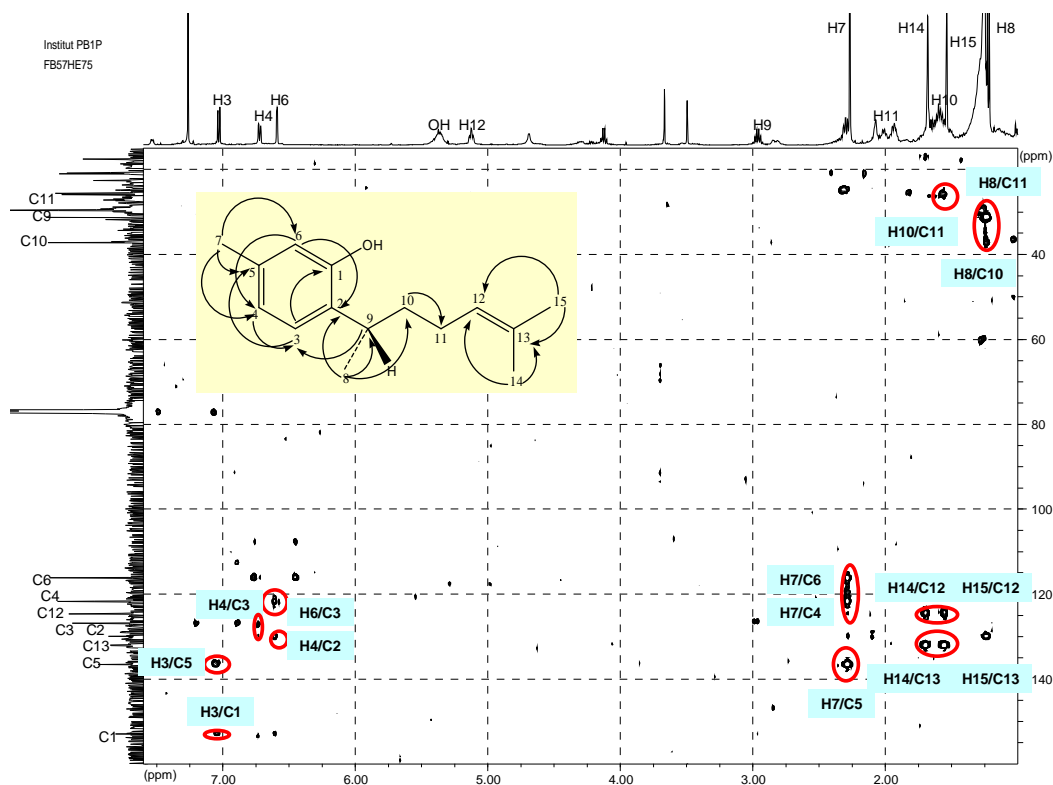 Institut PB1P
FB57HE75
H3
H4
H6
OH
H12
H9
H7
H11
H14
H10
H15
H8
(ppm)
(ppm)
C11
C9
C10
C6
C4
C12
C3 C2
C13
C5
C1
7
6
OH
5
1
4
2
3
9
8
H
10
11
12
13
14
15
H8/C11
H10/C11
H8/C10
H7/C6
H7/C4
H14/C12 H15/C12
H4/C3
H6/C3
H4/C2
H3/C5
H14/C13 H15/C13
H7/C5
H3/C1
40
60
80
100
120
140
(ppm)
7.00
6.00
5.00
4.00
3.00
2.00